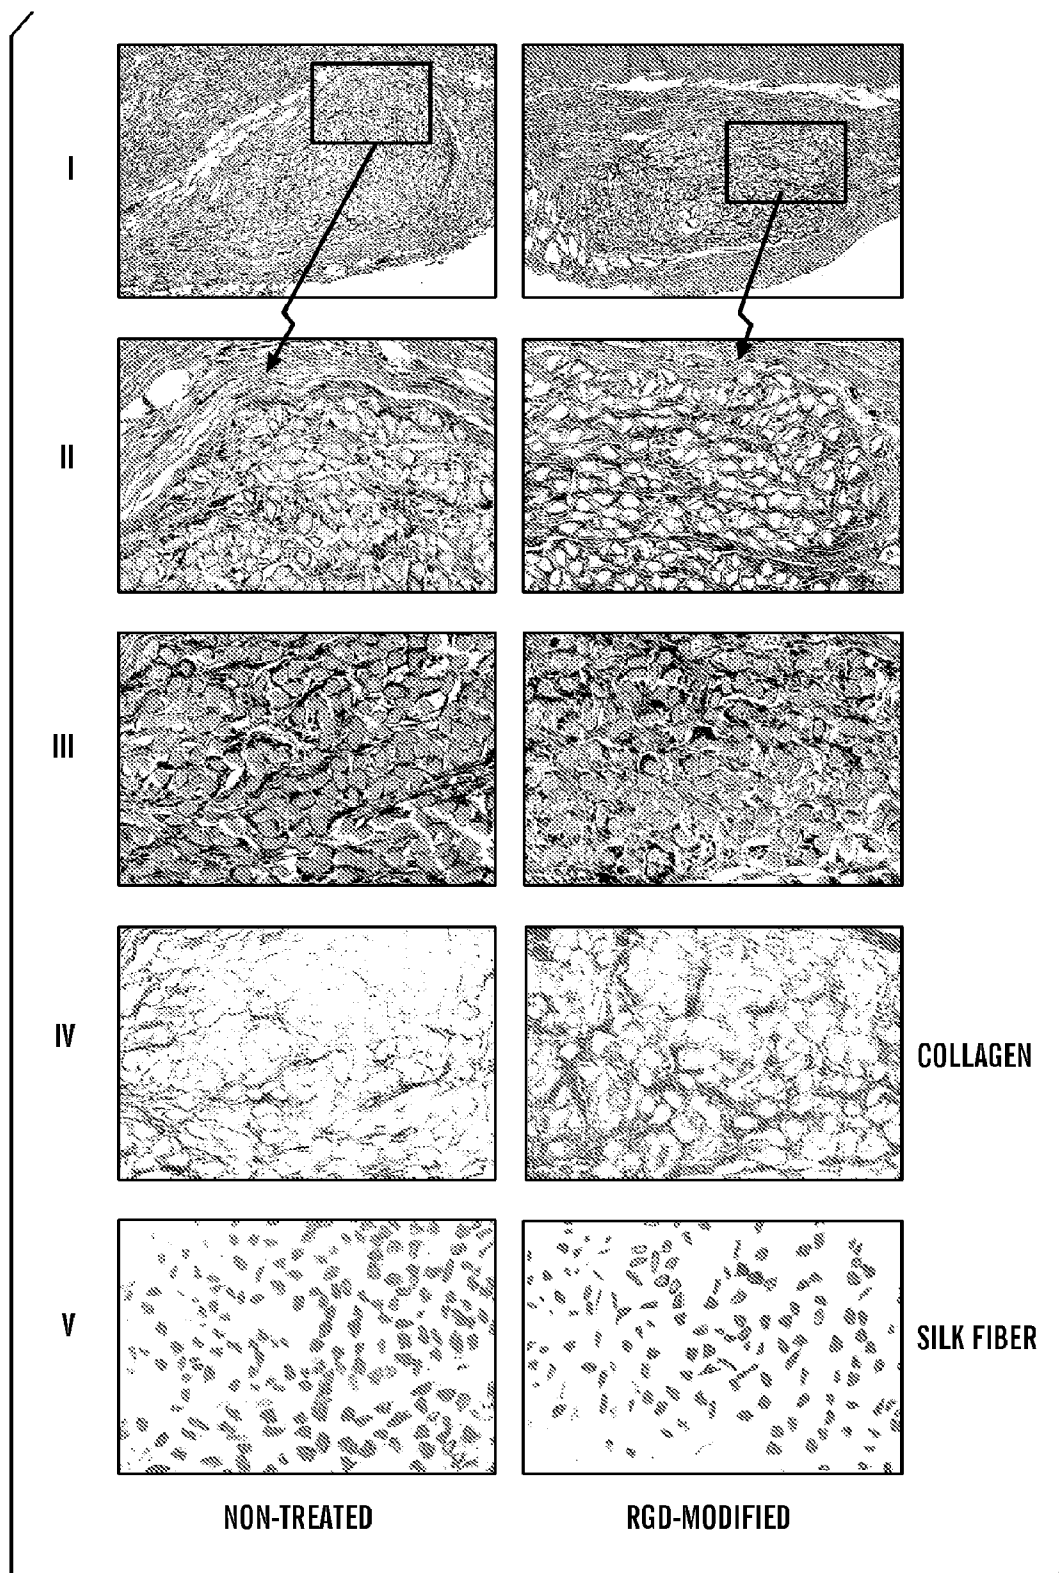 I
II
III
IV
COLLAGEN
V
SILK FIBER
NON-TREATED
RGD-MODIFIED